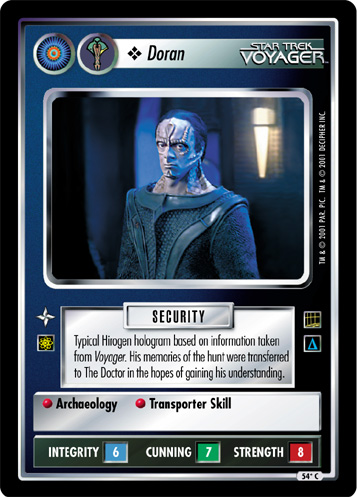 ❖ Doran
STAR TREK
VOYAGER™
TM & © 2001 PAR. PIC. TM & © 2001 DECIPHER INC.
SECURITY
Typical Hirogen hologram based on information taken
from Voyager. His memories of the hunt were transferred
to The Doctor in the hopes of gaining his understanding.
Archaeology Transporter Skill
INTEGRITY 6 CUNNING 7 STRENGTH 8
54⁺ C